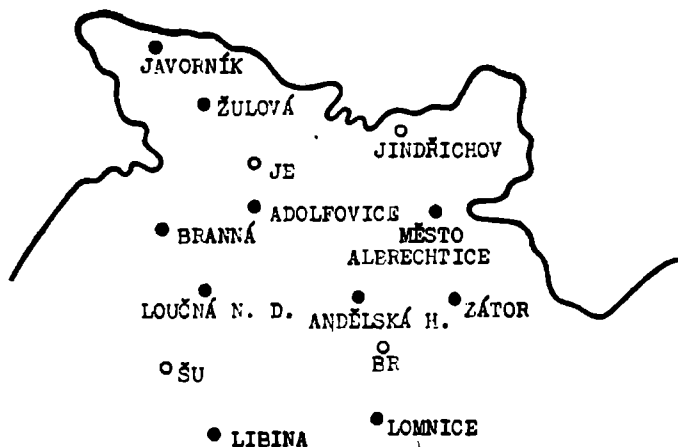 JAVORNÍK
ŽULOVÁ
JINDŘICHOV
JE
ADOLFOVICE
BRANNÁ
MĚSTO
ALBRECHTICE
LOUČNÁ N. D.
ANDĚLSKÁ H.
ZÁTOR
BR
ŠU
LIBINA
LOMNICE